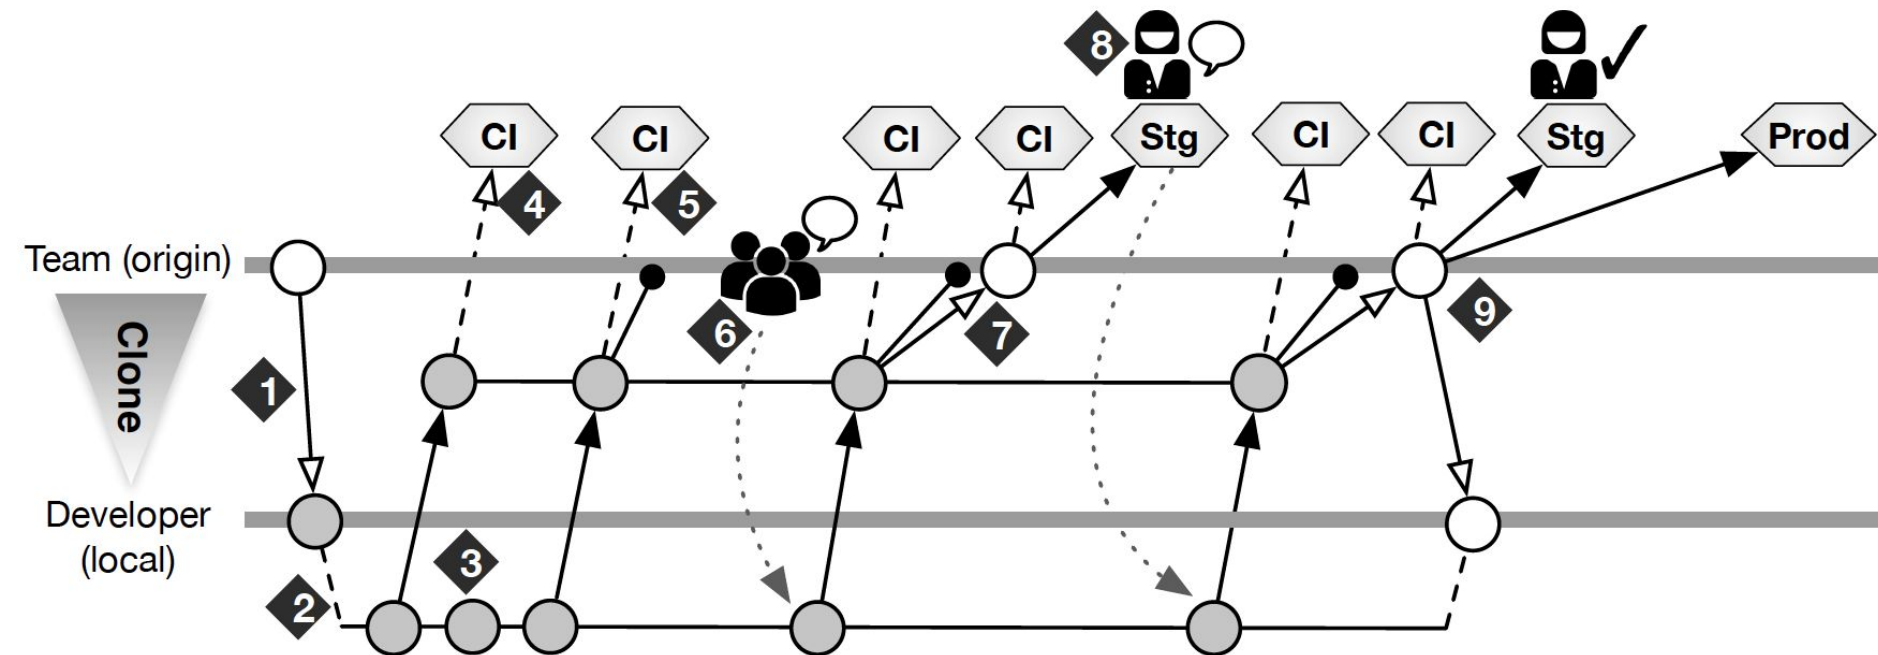 8
CI
CI
CI
CI
Stg
CI
CI
Stg
Prod
4
5
Team (origin)
6
7
9
Clone
1
Developer
(local)
3
2